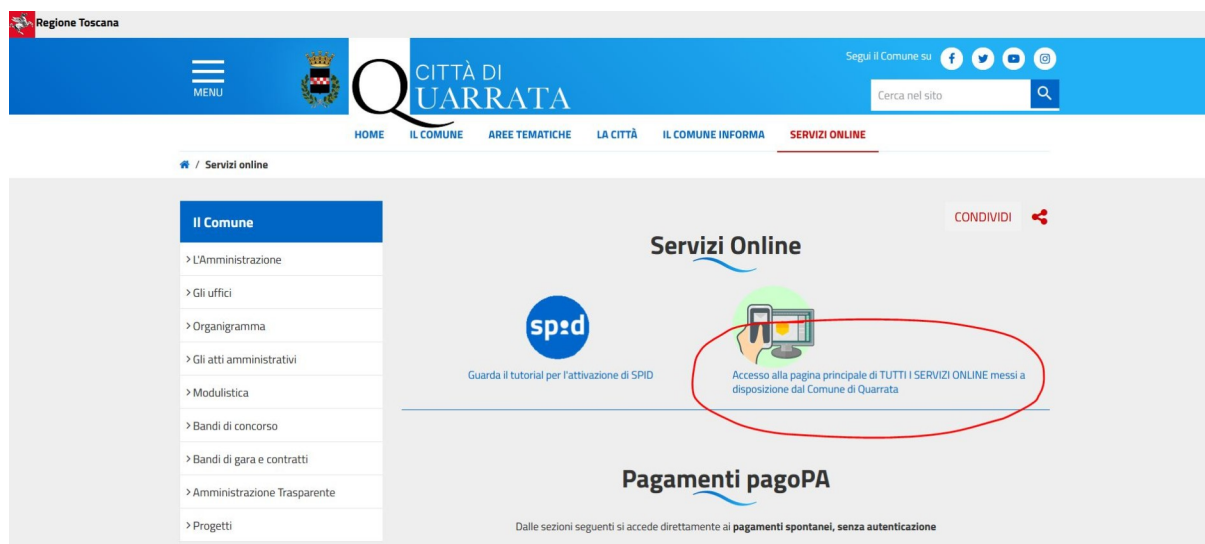 Regione Toscana
MENU
CITTÀ DI
QUARRATA
Segui il Comune su
Cerca nel sito
HOME IL COMUNE AREE TEMATICHE LA CITTÀ IL COMUNE INFORMA SERVIZI ONLINE
/ Servizi online
Il Comune
> L'Amministrazione
> Gli uffici
> Organigramma
> Gli atti amministrativi
> Modulistica
> Bandi di concorso
> Bandi di gara e contratti
> Amministrazione Trasparente
> Progetti
CONDIVIDI
Servizi Online
sp:d
Guarda il tutorial per l'attivazione di SPID
Accesso alla pagina principale di TUTTI I SERVIZI ONLINE messi a
disposizione dal Comune di Quarrata
Pagamenti pagoPA
Dalle sezioni seguenti si accede direttamente ai pagamenti spontanei, senza autenticazione